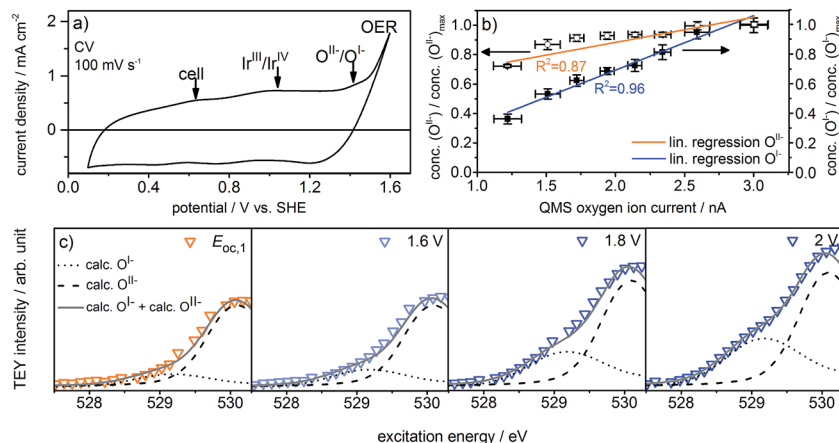 a)
CV
100 mV s⁻¹
cell
Ir^III/Ir^IV
O^II-/O^I-
OER
current density / mA cm⁻²
2
1
0
-1
0.0 0.4 0.8 1.2 1.6
potential / V vs. SHE
b)
conc. (O^II-) / conc. (O^II-)max
1.0
0.8
0.6
0.4
0.2
0.0
R²=0.87
R²=0.96
lin. regression O^II-
lin. regression O^I-
1.0
0.8
0.6
0.4
0.2
0.0
conc. (O^I-) / conc. (O^I-)max
1.0 1.5 2.0 2.5 3.0
QMS oxygen ion current / nA
c)
TEY intensity / arb. unit
E_oc,1
calc. O^I-
calc. O^II-
calc. O^I- + calc. O^II-
1.6 V
1.8 V
2 V
528 529 530 528 529 530 528 529 530 528 529 530
excitation energy / eV